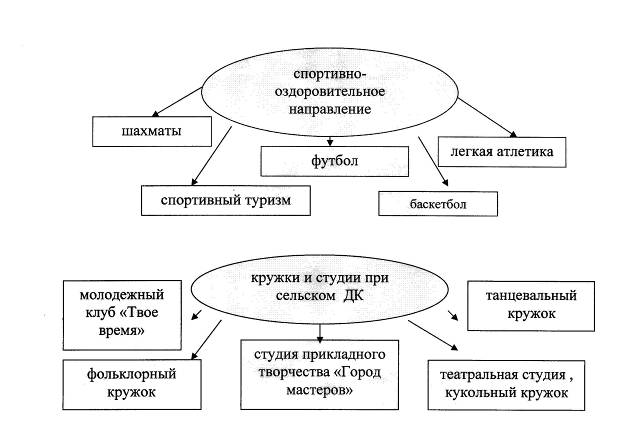 спортивно-
оздоровительное
направление
шахматы
футбол
легкая атлетика
спортивный туризм
баскетбол
кружки и студии при
сельском ДК
молодежный
клуб «Твое
время»
танцевальный
кружок
фольклорный
кружок
студия прикладного
творчества «Город
мастеров»
театральная студия ,
кукольный кружок